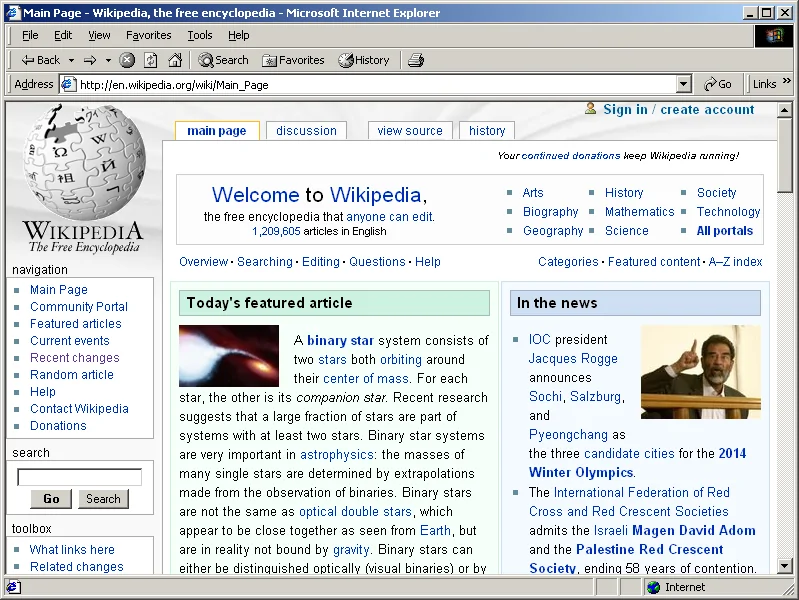 Main Page - Wikipedia, the free encyclopedia - Microsoft Internet Explorer
File Edit View Favorites Tools Help
Back Search Favorites History
Address http://en.wikipedia.org/wiki/Main_Page Go Links »
Sign in / create account
main page discussion view source history
Your continued donations keep Wikipedia running!
Ω W И
WIKIPEDIA
The Free Encyclopedia
navigation
Main Page
Community Portal
Featured articles
Current events
Recent changes
Random article
Help
Contact Wikipedia
Donations
search
Go Search
toolbox
What links here
Related changes
Welcome to Wikipedia,
the free encyclopedia that anyone can edit.
1,209,605 articles in English
Arts History Society
Biography Mathematics Technology
Geography Science All portals
Overview · Searching · Editing · Questions · Help
Categories · Featured content · A–Z index
Today's featured article
A binary star system consists of
two stars both orbiting around
their center of mass. For each
star, the other is its companion star. Recent research
suggests that a large fraction of stars are part of
systems with at least two stars. Binary star systems
are very important in astrophysics: the masses of
many single stars are determined by extrapolations
made from the observation of binaries. Binary stars
are not the same as optical double stars, which
appear to be close together as seen from Earth, but
are in reality not bound by gravity. Binary stars can
either be distinguished optically (visual binaries) or by
In the news
IOC president
Jacques Rogge
announces
Sochi, Salzburg,
and
Pyeongchang as
the three candidate cities for the 2014
Winter Olympics.
The International Federation of Red
Cross and Red Crescent Societies
admits the Israeli Magen David Adom
and the Palestine Red Crescent
Society, ending 58 years of contention.
Internet